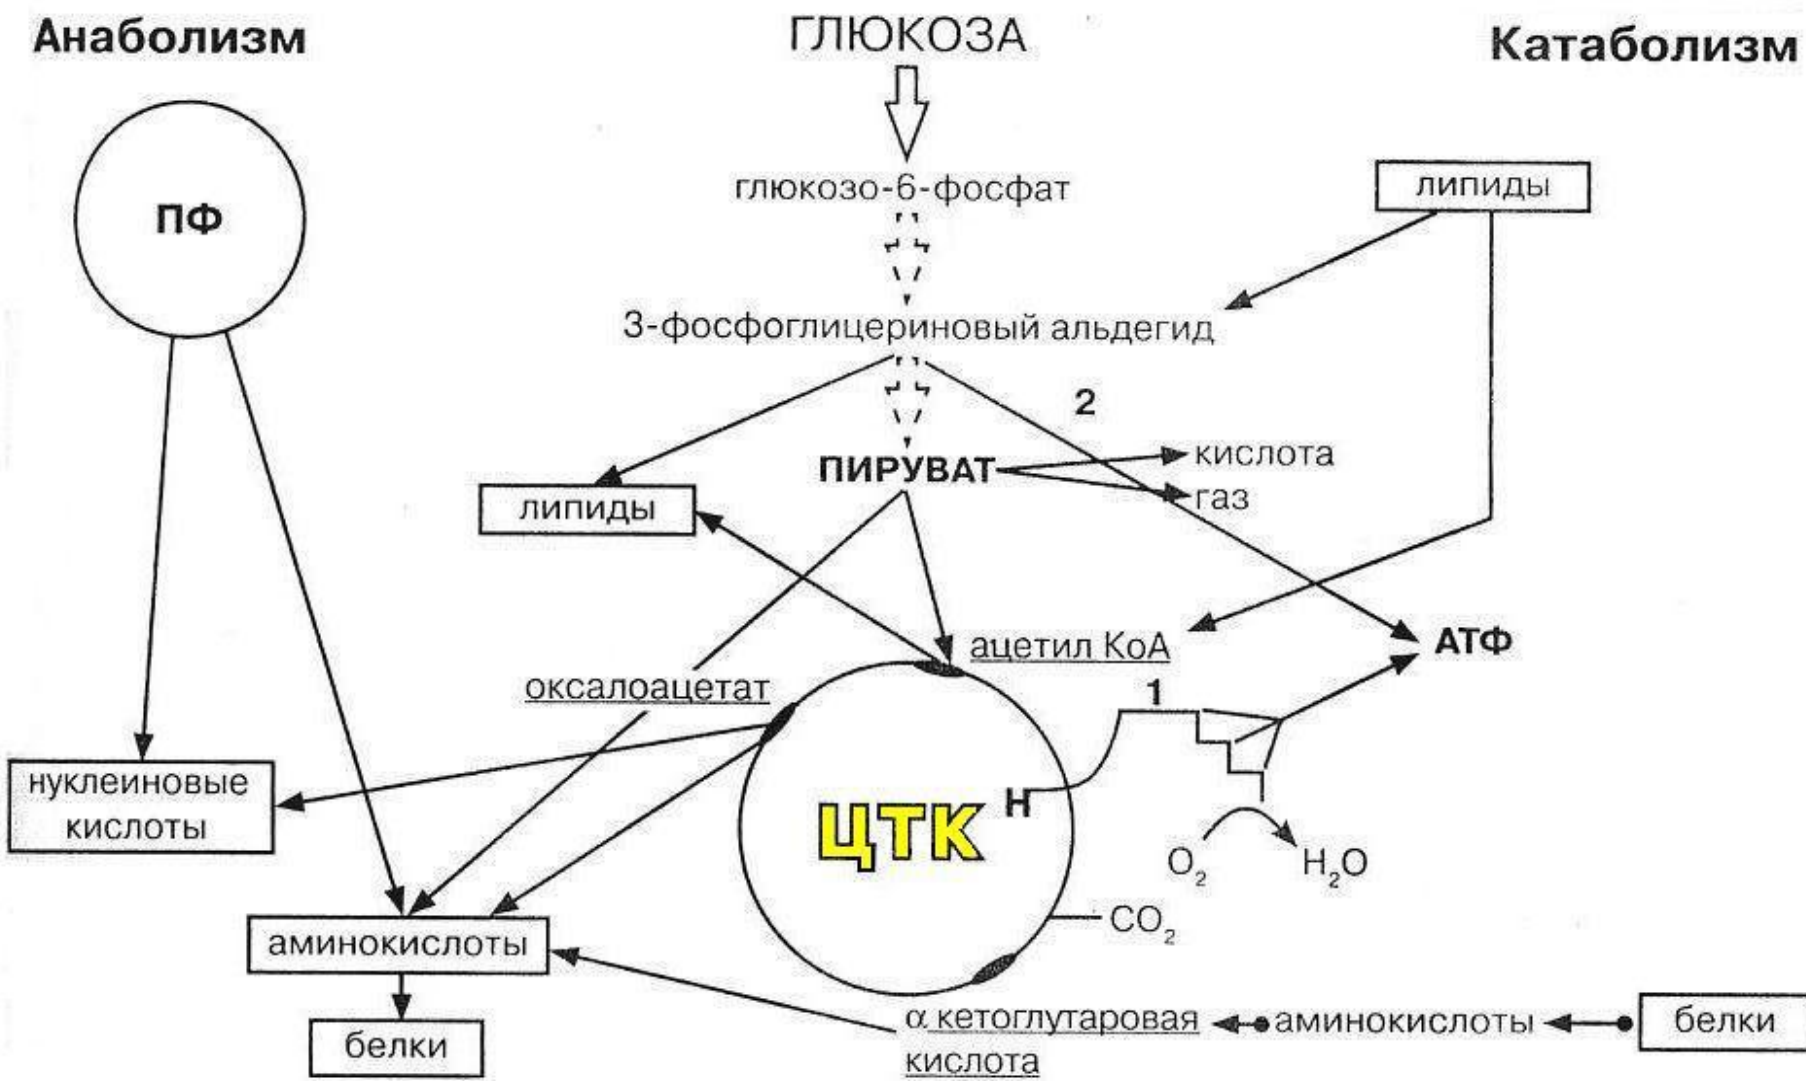 Анаболизм
ГЛЮКОЗА
Катаболизм
ПФ
глюкозо-6-фосфат
липиды
3-фосфоглицериновый альдегид
2
ПИРУВАТ
кислота
газ
липиды
ацетил КоА
АТФ
оксалоацетат
1
нуклеиновые
кислоты
ЦТК
Н
O₂
H₂O
CO₂
аминокислоты
белки
α кетоглутаровая
кислота
аминокислоты
белки